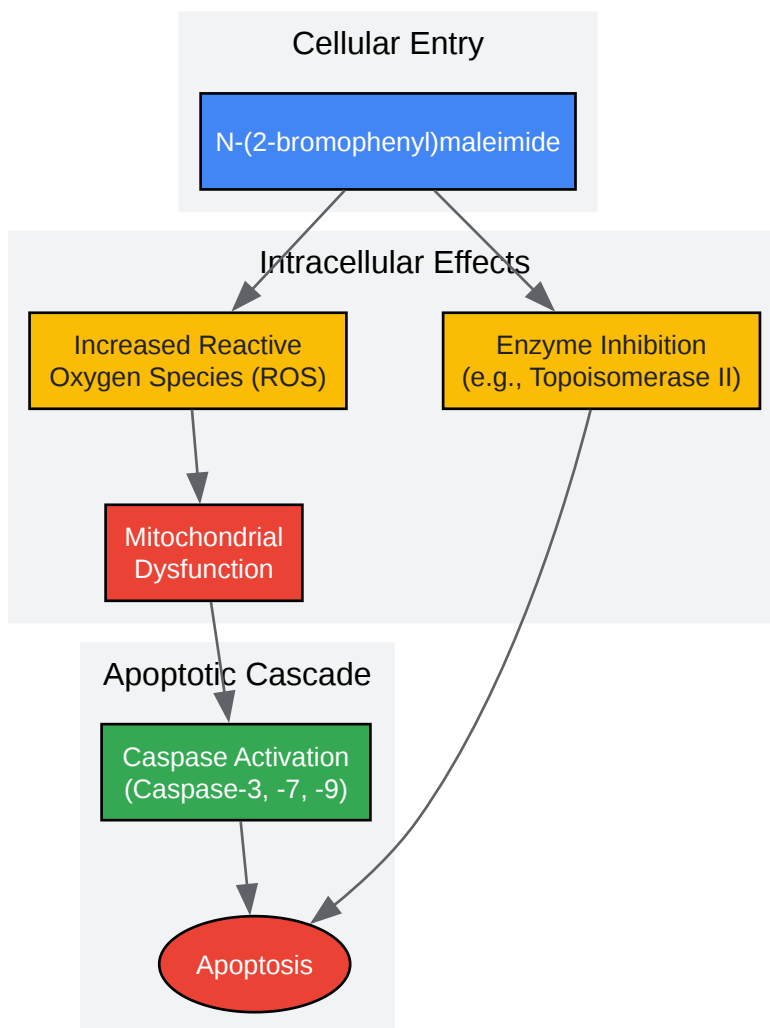 Cellular Entry
N-(2-bromophenyl)maleimide
Intracellular Effects
Increased Reactive
Oxygen Species (ROS)
Enzyme Inhibition
(e.g., Topoisomerase II)
Mitochondrial
Dysfunction
Apoptotic Cascade
Caspase Activation
(Caspase-3, -7, -9)
Apoptosis